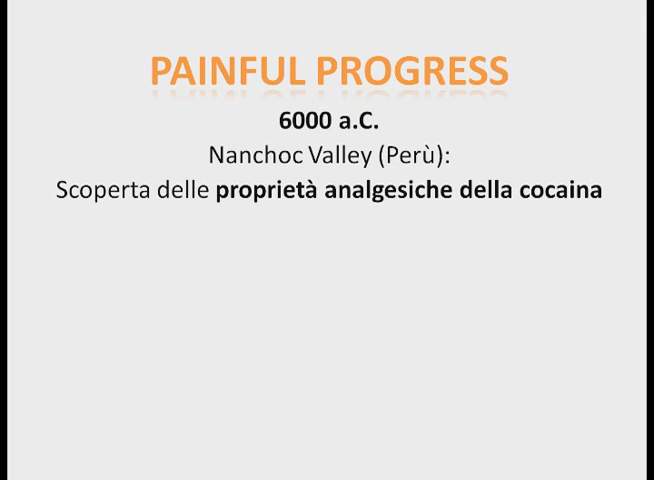 PAINFUL PROGRESS
6000 a.C.
Nanchoc Valley (Perù):
Scoperta delle proprietà analgesiche della cocaina